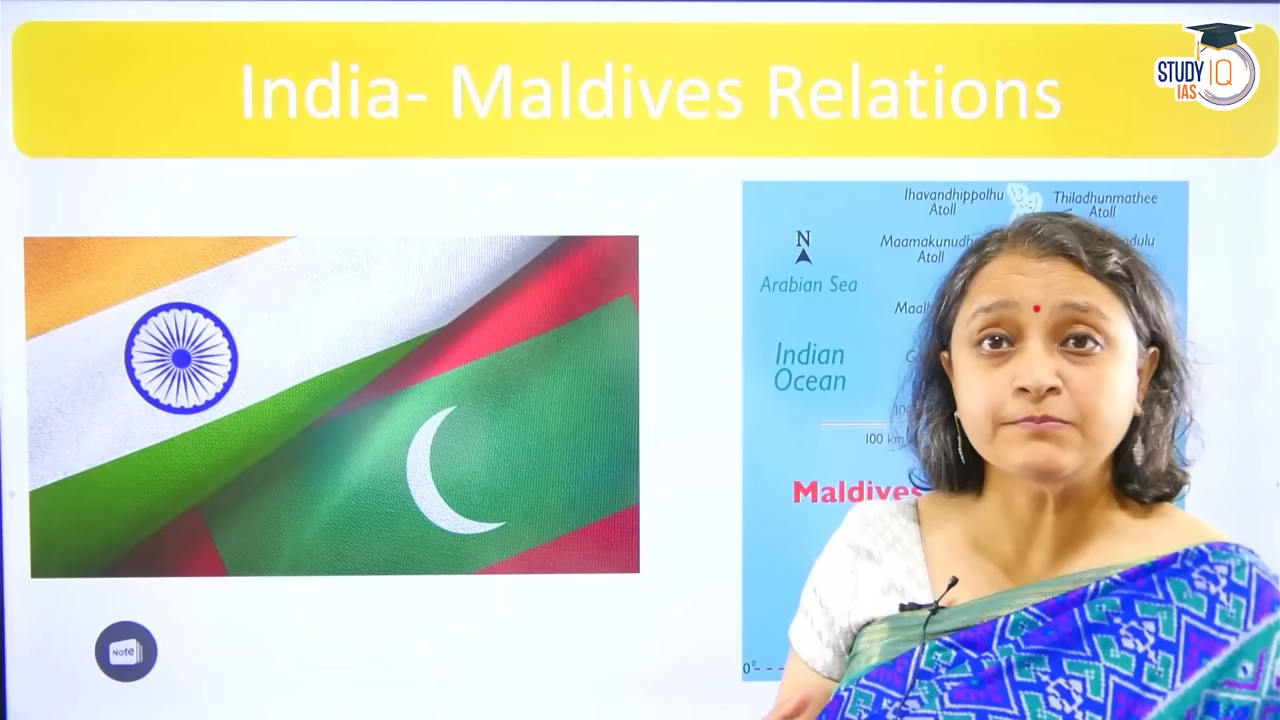 India- Maldives Relations
STUDY IQ
IAS
Ihavandhippolhu
Atoll
Thiladhunmathee
Atoll
N
Atoll
Arabian Sea
Indian
Ocean
100 km
Maldives
0°
Note